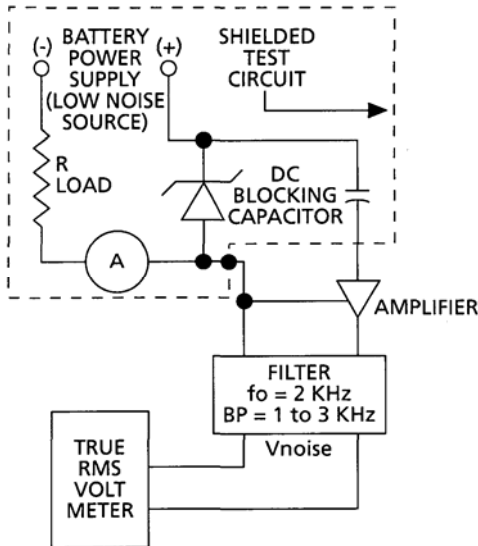 (-)
BATTERY
POWER
SUPPLY
(LOW NOISE
SOURCE)
(+)
SHIELDED
TEST
CIRCUIT
R
LOAD
DC
BLOCKING
CAPACITOR
A
AMPLIFIER
FILTER
fo = 2 KHz
BP = 1 to 3 KHz
Vnoise
TRUE
RMS
VOLT
METER